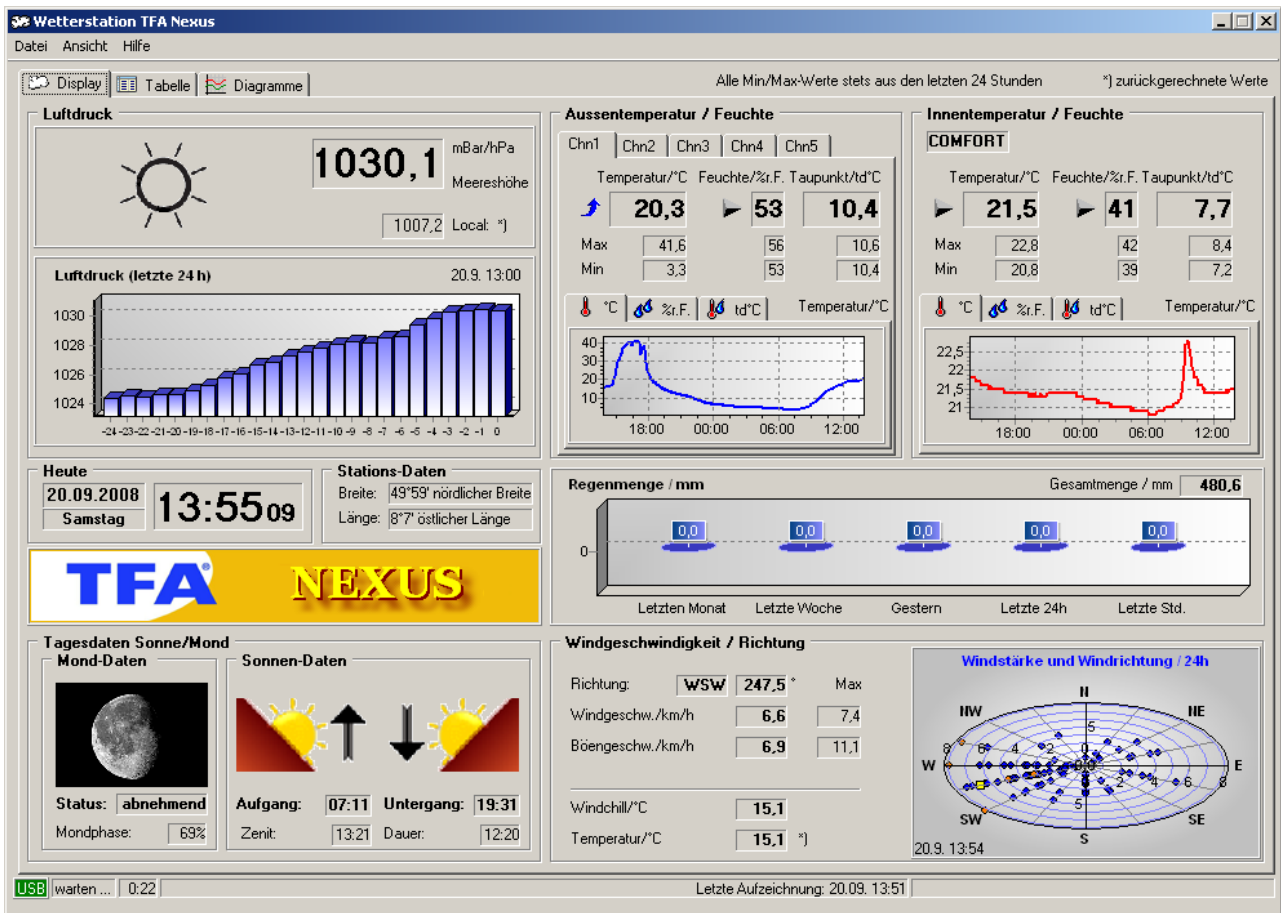 Wetterstation TFA Nexus
Datei Ansicht Hilfe
Display Tabelle Diagramme
Alle Min/Max-Werte stets aus den letzten 24 Stunden *) zurückgerechnete Werte
Luftdruck
1030,1 mBar/hPa
Meereshöhe
1007,2 Local: *)
Luftdruck (letzte 24 h) 20.9. 13:00
1030
1028
1026
1024
-24 -23 -22 -21 -20 -19 -18 -17 -16 -15 -14 -13 -12 -11 -10 -9 -8 -7 -6 -5 -4 -3 -2 -1 0
Aussentemperatur / Feuchte
Chn1 Chn2 Chn3 Chn4 Chn5
Temperatur/°C Feuchte/%r.F. Taupunkt/td°C
20,3 53 10,4
Max 41,6 56 10,6
Min 3,3 53 10,4
°C %r.F. td°C Temperatur/°C
40
30
20
10
18:00 00:00 06:00 12:00
Innentemperatur / Feuchte
COMFORT
Temperatur/°C Feuchte/%r.F. Taupunkt/td°C
21,5 41 7,7
Max 22,8 42 8,4
Min 20,8 39 7,2
°C %r.F. td°C Temperatur/°C
22,5
22
21,5
21
18:00 00:00 06:00 12:00
Heute
20.09.2008
Samstag
13:55 09
Stations-Daten
Breite: 49°59' nördlicher Breite
Länge: 8°7' östlicher Länge
TFA NEXUS
Regenmenge / mm Gesamtmenge / mm 480,6
0,0 0,0 0,0 0,0 0,0
0
Letzten Monat Letzte Woche Gestern Letzte 24h Letzte Std.
Tagesdaten Sonne/Mond
Mond-Daten
Status: abnehmend
Mondphase: 69%
Sonnen-Daten
Aufgang: 07:11 Untergang: 19:31
Zenit: 13:21 Dauer: 12:20
Windgeschwindigkeit / Richtung
Richtung: WSW 247,5 ° Max
Windgeschw./km/h 6,6 7,4
Böengeschw./km/h 6,9 11,1
Windchill/°C 15,1
Temperatur/°C 15,1 *)
Windstärke und Windrichtung / 24h
N
NW NE
5
8 6 4 2 0
W E
2 4 6 8
5
SW SE
S
20.9. 13:54
USB warten ... 0:22 Letzte Aufzeichnung: 20.09. 13:51